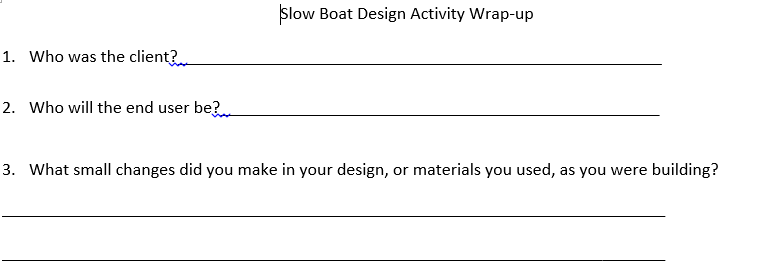 Slow Boat Design Activity Wrap-up
1. Who was the client?
2. Who will the end user be?
3. What small changes did you make in your design, or materials you used, as you were building?